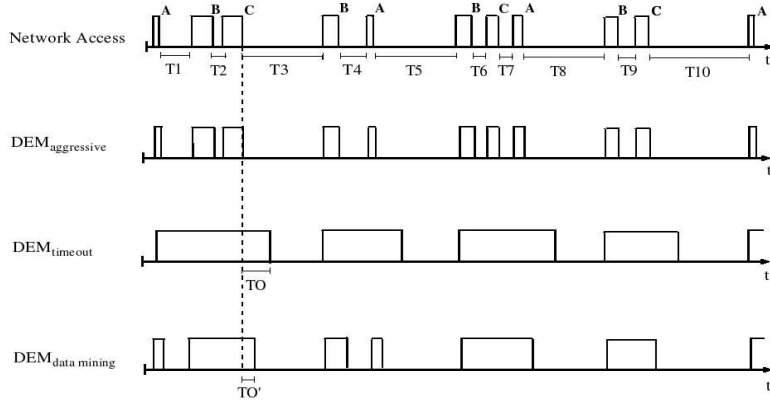 A B C B A B C A B C A
Network Access
t
T1 T2 T3 T4 T5 T6 T7 T8 T9 T10
DEMaggressive
t
DEMtimeout
t
TO
DEMdata mining
t
TO'